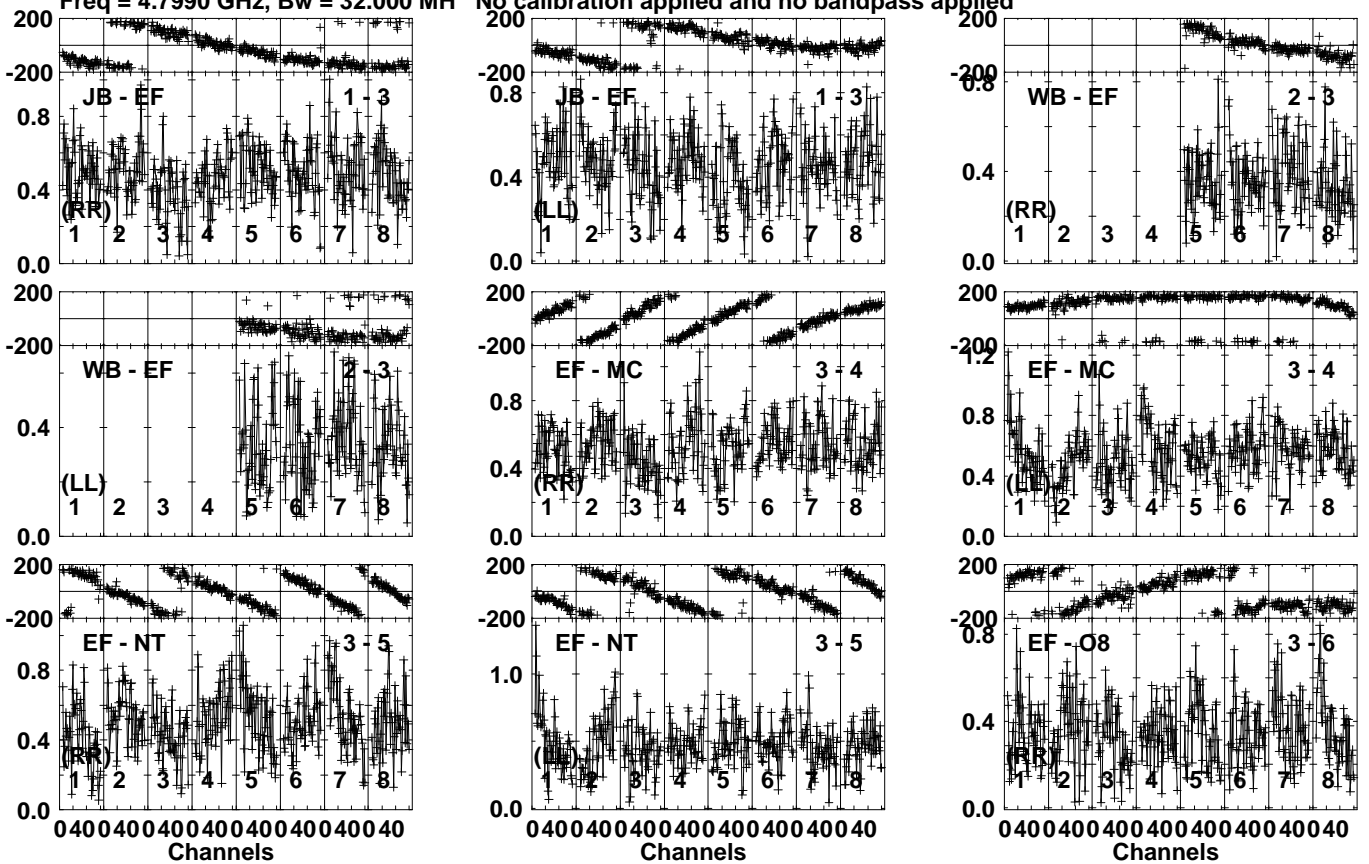 Freq = 4.7990 GHz, Bw = 32.000 MH No calibration applied and no bandpass applied
200
-200
JB - EF 1 - 3
0.8
0.4
(RR)
1 2 3 4 5 6 7 8
0.0
200
-200
JB - EF 1 - 3
0.8
0.4
(LL)
1 2 3 4 5 6 7 8
0.0
200
-200
0.8
WB - EF 2 - 3
0.4
(RR)
1 2 3 4 5 6 7 8
0.0
200
-200
WB - EF 2 - 3
0.4
(LL)
1 2 3 4 5 6 7 8
0.0
200
-200
EF - MC 3 - 4
0.8
0.4
(RR)
1 2 3 4 5 6 7 8
0.0
200
-200
1.2
EF - MC 3 - 4
0.8
0.4
(LL)
1 2 3 4 5 6 7 8
0.0
200
-200
EF - NT 3 - 5
0.8
0.4
(RR)
1 2 3 4 5 6 7 8
0.0
0 40 0 40 0 40 0 40 0 40 0 40 0 40 0 40
Channels
200
-200
EF - NT 3 - 5
1.0
(LL)
1 2 3 4 5 6 7 8
0.0
0 40 0 40 0 40 0 40 0 40 0 40 0 40 0 40
Channels
200
-200
0.8
EF - O8 3 - 6
0.4
(RR)
1 2 3 4 5 6 7 8
0.0
0 40 0 40 0 40 0 40 0 40 0 40 0 40 0 40
Channels